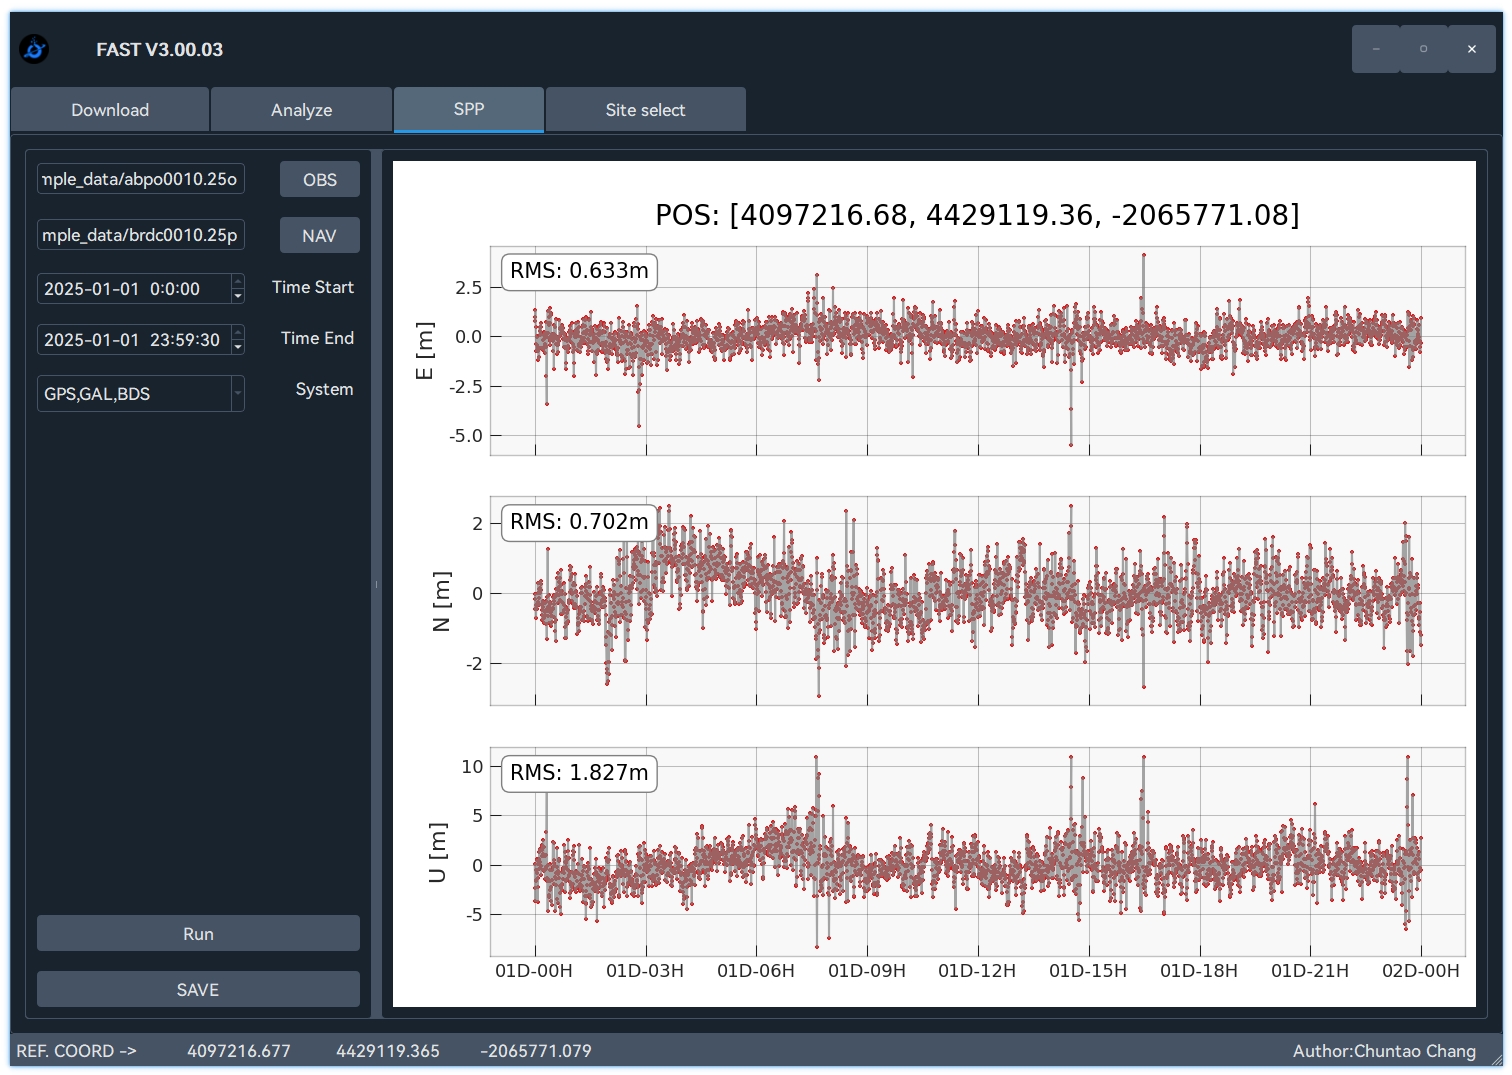 FAST V3.00.03
Download Analyze SPP Site select
mple_data/abpo0010.25o OBS
mple_data/brdc0010.25p NAV
2025-01-01 0:0:00 Time Start
2025-01-01 23:59:30 Time End
GPS,GAL,BDS System
Run
SAVE
POS: [4097216.68, 4429119.36, -2065771.08]
RMS: 0.633m
E [m]
2.5
0.0
-2.5
-5.0
RMS: 0.702m
N [m]
2
0
-2
RMS: 1.827m
U [m]
10
5
0
-5
01D-00H 01D-03H 01D-06H 01D-09H 01D-12H 01D-15H 01D-18H 01D-21H 02D-00H
REF. COORD -> 4097216.677 4429119.365 -2065771.079 Author:Chuntao Chang